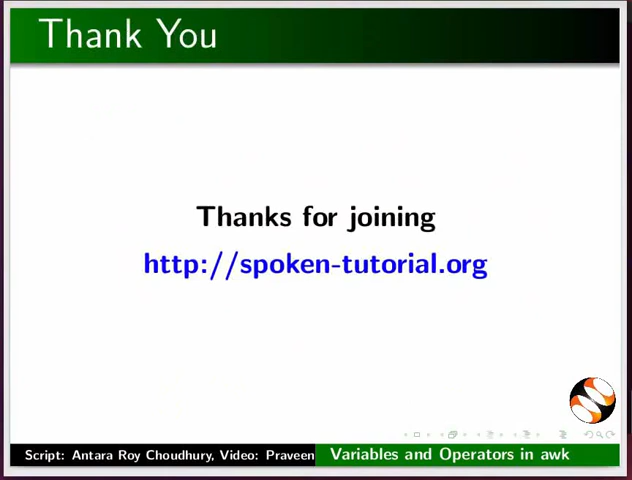 Thank You
Thanks for joining
http://spoken-tutorial.org
Script: Antara Roy Choudhury, Video: Praveen
Variables and Operators in awk